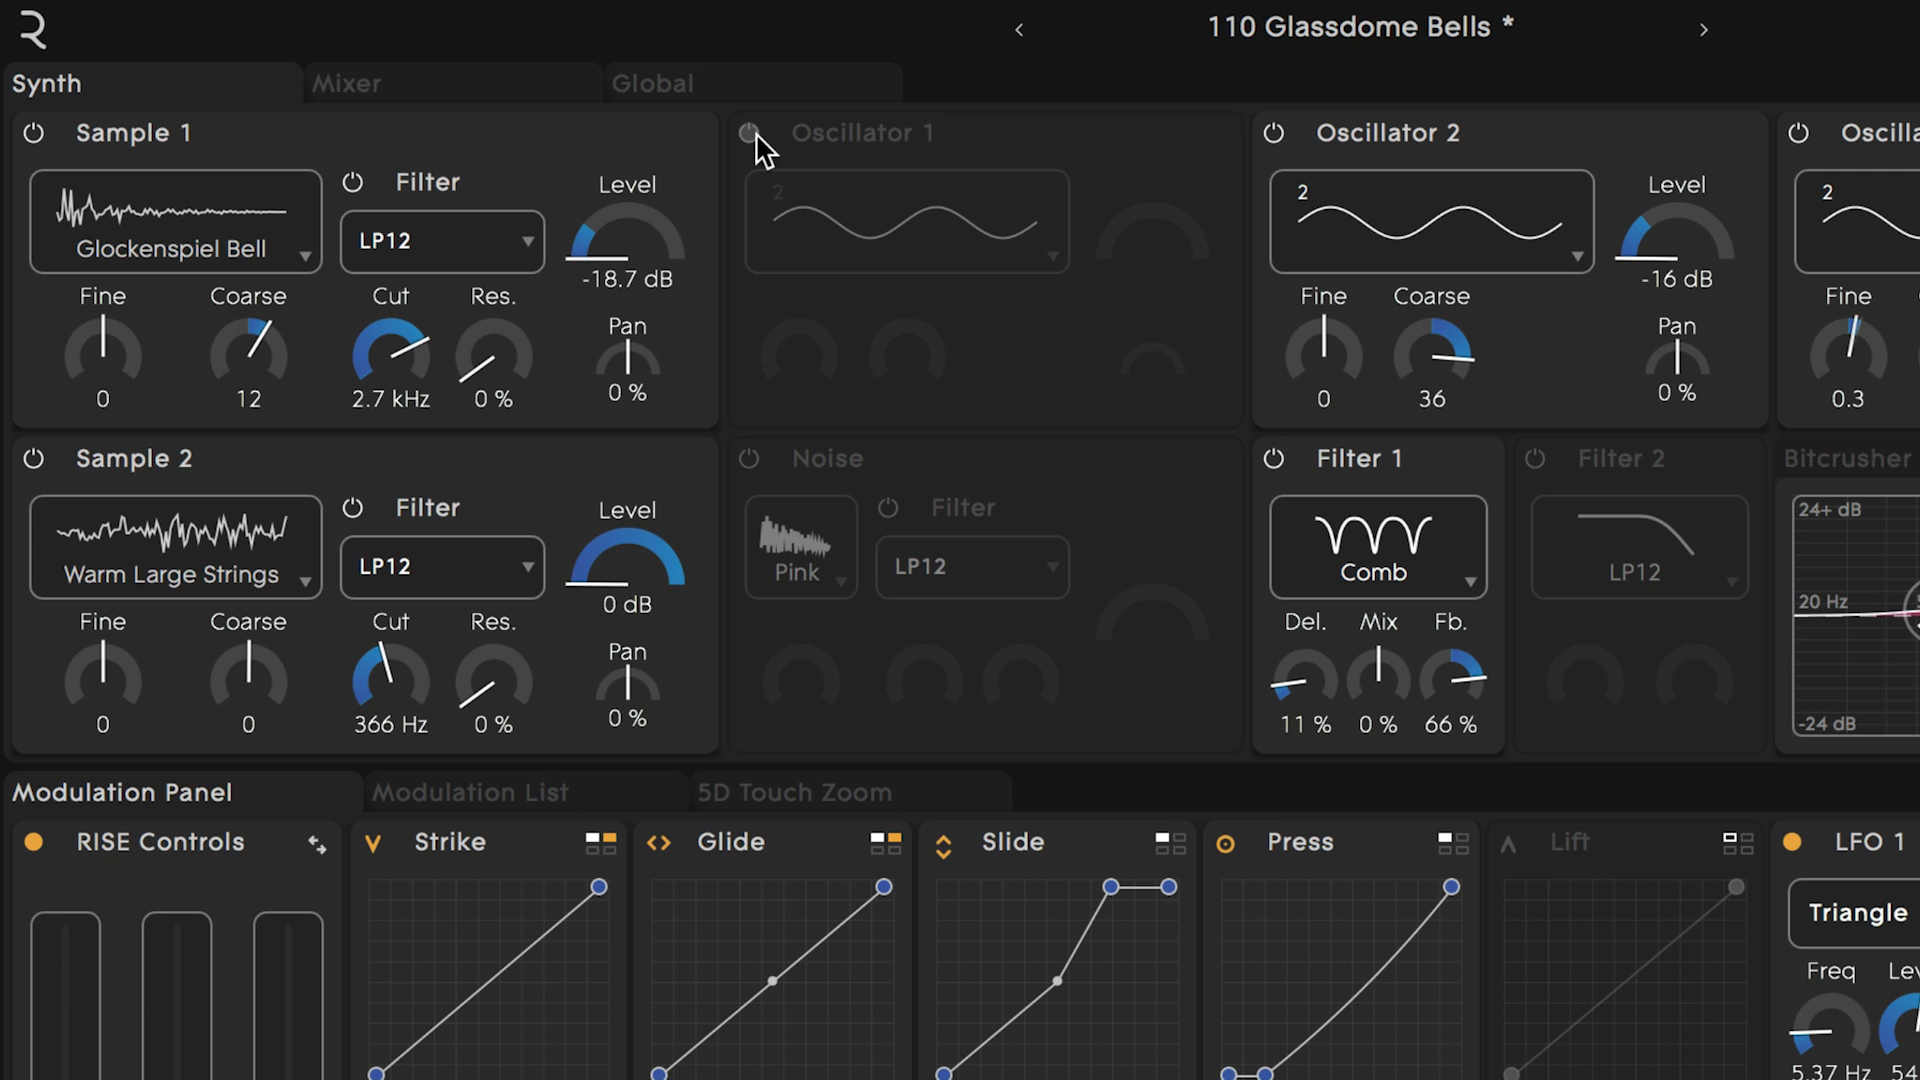 110 Glassdome Bells *
Synth
Mixer
Global
Sample 1
Glockenspiel Bell
Filter
LP12
Level
-18.7 dB
Fine
Coarse
Cut
Res.
Pan
0
12
2.7 kHz
0 %
0 %
Oscillator 1
2
Oscillator 2
2
Level
-16 dB
Fine
Coarse
Pan
0
36
0 %
2
Fine
0.3
Sample 2
Warm Large Strings
Filter
LP12
Level
0 dB
Fine
Coarse
Cut
Res.
Pan
0
0
366 Hz
0 %
0 %
Noise
Pink
Filter
LP12
Filter 1
Comb
Del.
Mix
Fb.
11 %
0 %
66 %
Filter 2
LP12
Bitcrusher
24+ dB
20 Hz
-24 dB
Modulation Panel
Modulation List
5D Touch Zoom
RISE Controls
Strike
Glide
Slide
Press
Lift
LFO 1
Triangle
Freq
5.37 Hz
54